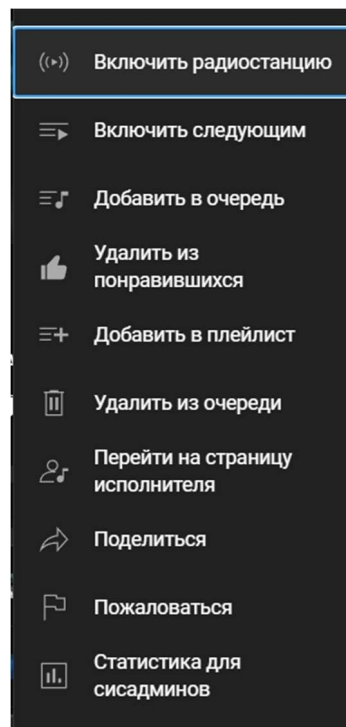 Включить радиостанцию
Включить следующим
Добавить в очередь
Удалить из
понравившихся
Добавить в плейлист
Удалить из очереди
Перейти на страницу
исполнителя
Поделиться
Пожаловаться
Статистика для
сисадминов